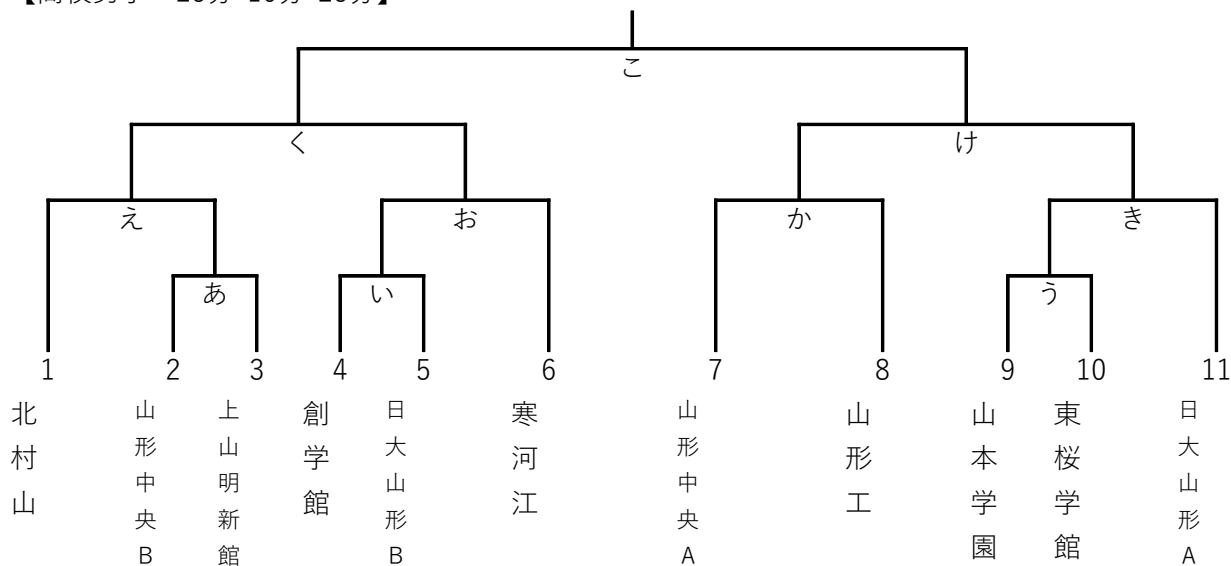 こ
く
け
え
お
か
き
あ
い
う
1 2 3 4 5 6 7 8 9 10 11
北村山
山形中央B
上山明新館
創学館
日大山形B
寒河江
山形中央A
山形工
山本学園
東桜学館
日大山形A